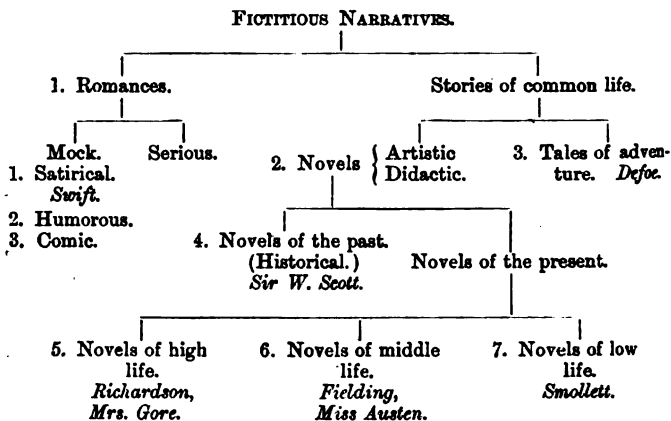 FICTITIOUS NARRATIVES.
1. Romances.
Stories of common life.
Mock.
1. Satirical.
Swift.
2. Humorous.
3. Comic.
Serious.
2. Novels { Artistic
Didactic.
3. Tales of adven-
ture. Defoe.
4. Novels of the past.
(Historical.)
Sir W. Scott.
Novels of the present.
5. Novels of high
life.
Richardson,
Mrs. Gore.
6. Novels of middle
life.
Fielding,
Miss Austen.
7. Novels of low
life.
Smollett.